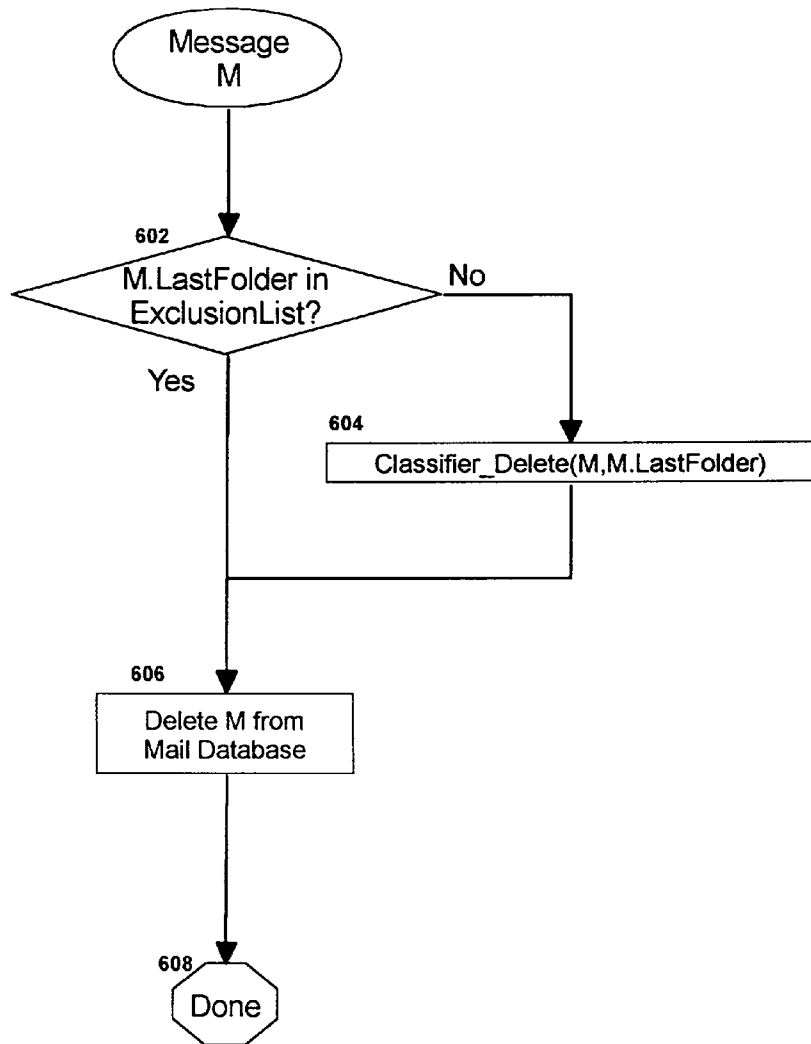 Message
M
602
M.LastFolder in
ExclusionList?
No
Yes
604
Classifier_Delete(M,M.LastFolder)
606
Delete M from
Mail Database
608
Done